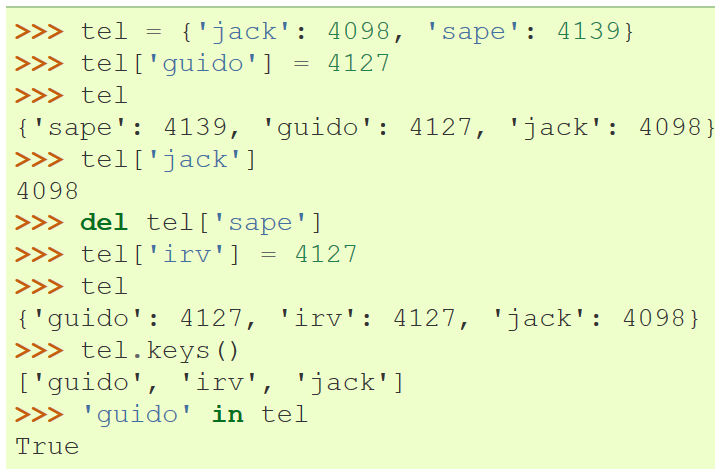 >>> tel = {'jack': 4098, 'sape': 4139}
>>> tel['guido'] = 4127
>>> tel
{'sape': 4139, 'guido': 4127, 'jack': 4098}
>>> tel['jack']
4098
>>> del tel['sape']
>>> tel['irv'] = 4127
>>> tel
{'guido': 4127, 'irv': 4127, 'jack': 4098}
>>> tel.keys()
['guido', 'irv', 'jack']
>>> 'guido' in tel
True